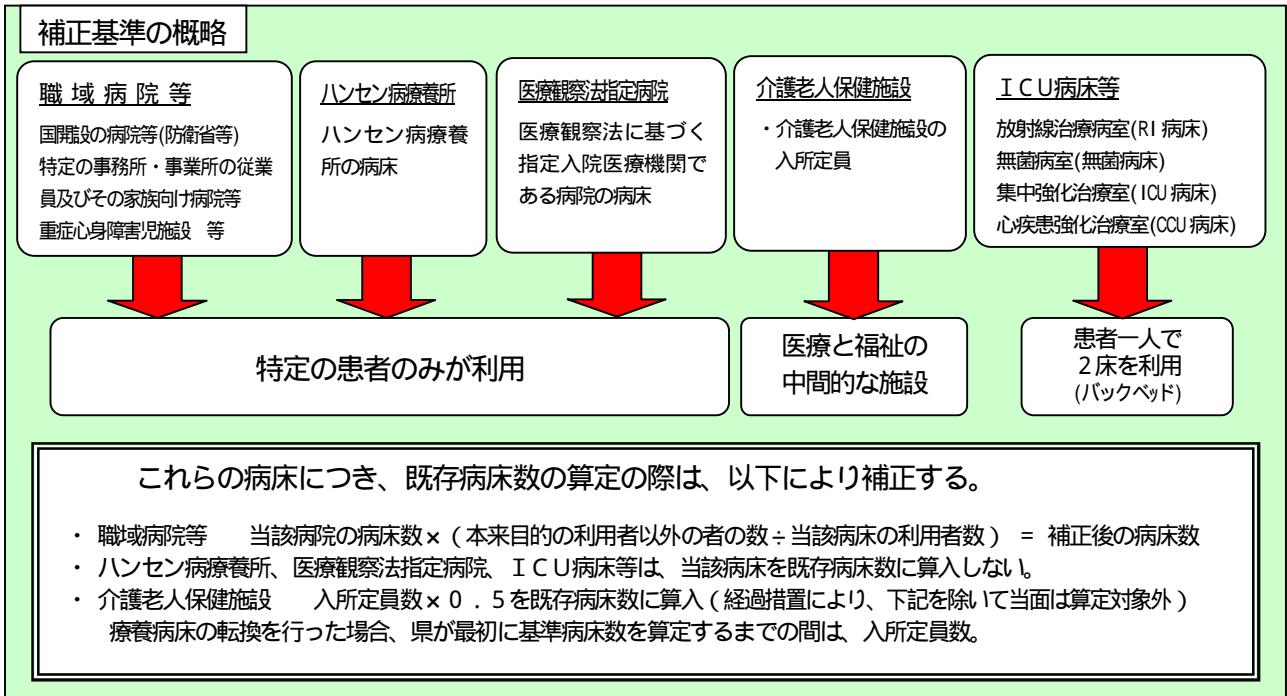 補正基準の概略
職域病院等
国開設の病院等(防衛省等)
特定の事務所・事業所の従業
員及びその家族向け病院等
重症心身障害児施設 等
ハンセン病療養所
ハンセン病療養
所の病床
医療観察法指定病院
医療観察法に基づく
指定入院医療機関で
ある病院の病床
介護老人保健施設
・介護老人保健施設の
入所定員
ICU病床等
放射線治療病室(RI病床)
無菌病室(無菌病床)
集中強化治療室(ICU病床)
心疾患強化治療室(CCU病床)
特定の患者のみが利用
医療と福祉の
中間的な施設
患者一人で
2床を利用
(バックベッド)
これらの病床につき、既存病床数の算定の際は、以下により補正する。
・ 職域病院等 当該病院の病床数×(本来目的の利用者以外の者の数÷当該病床の利用者数) = 補正後の病床数
・ ハンセン病療養所、医療観察法指定病院、ICU病床等は、当該病床を既存病床数に算入しない。
・ 介護老人保健施設 入所定員数×0.5を既存病床数に算入(経過措置により、下記を除いて当面は算定対象外)
療養病床の転換を行った場合、県が最初に基準病床数を算定するまでの間は、入所定員数。